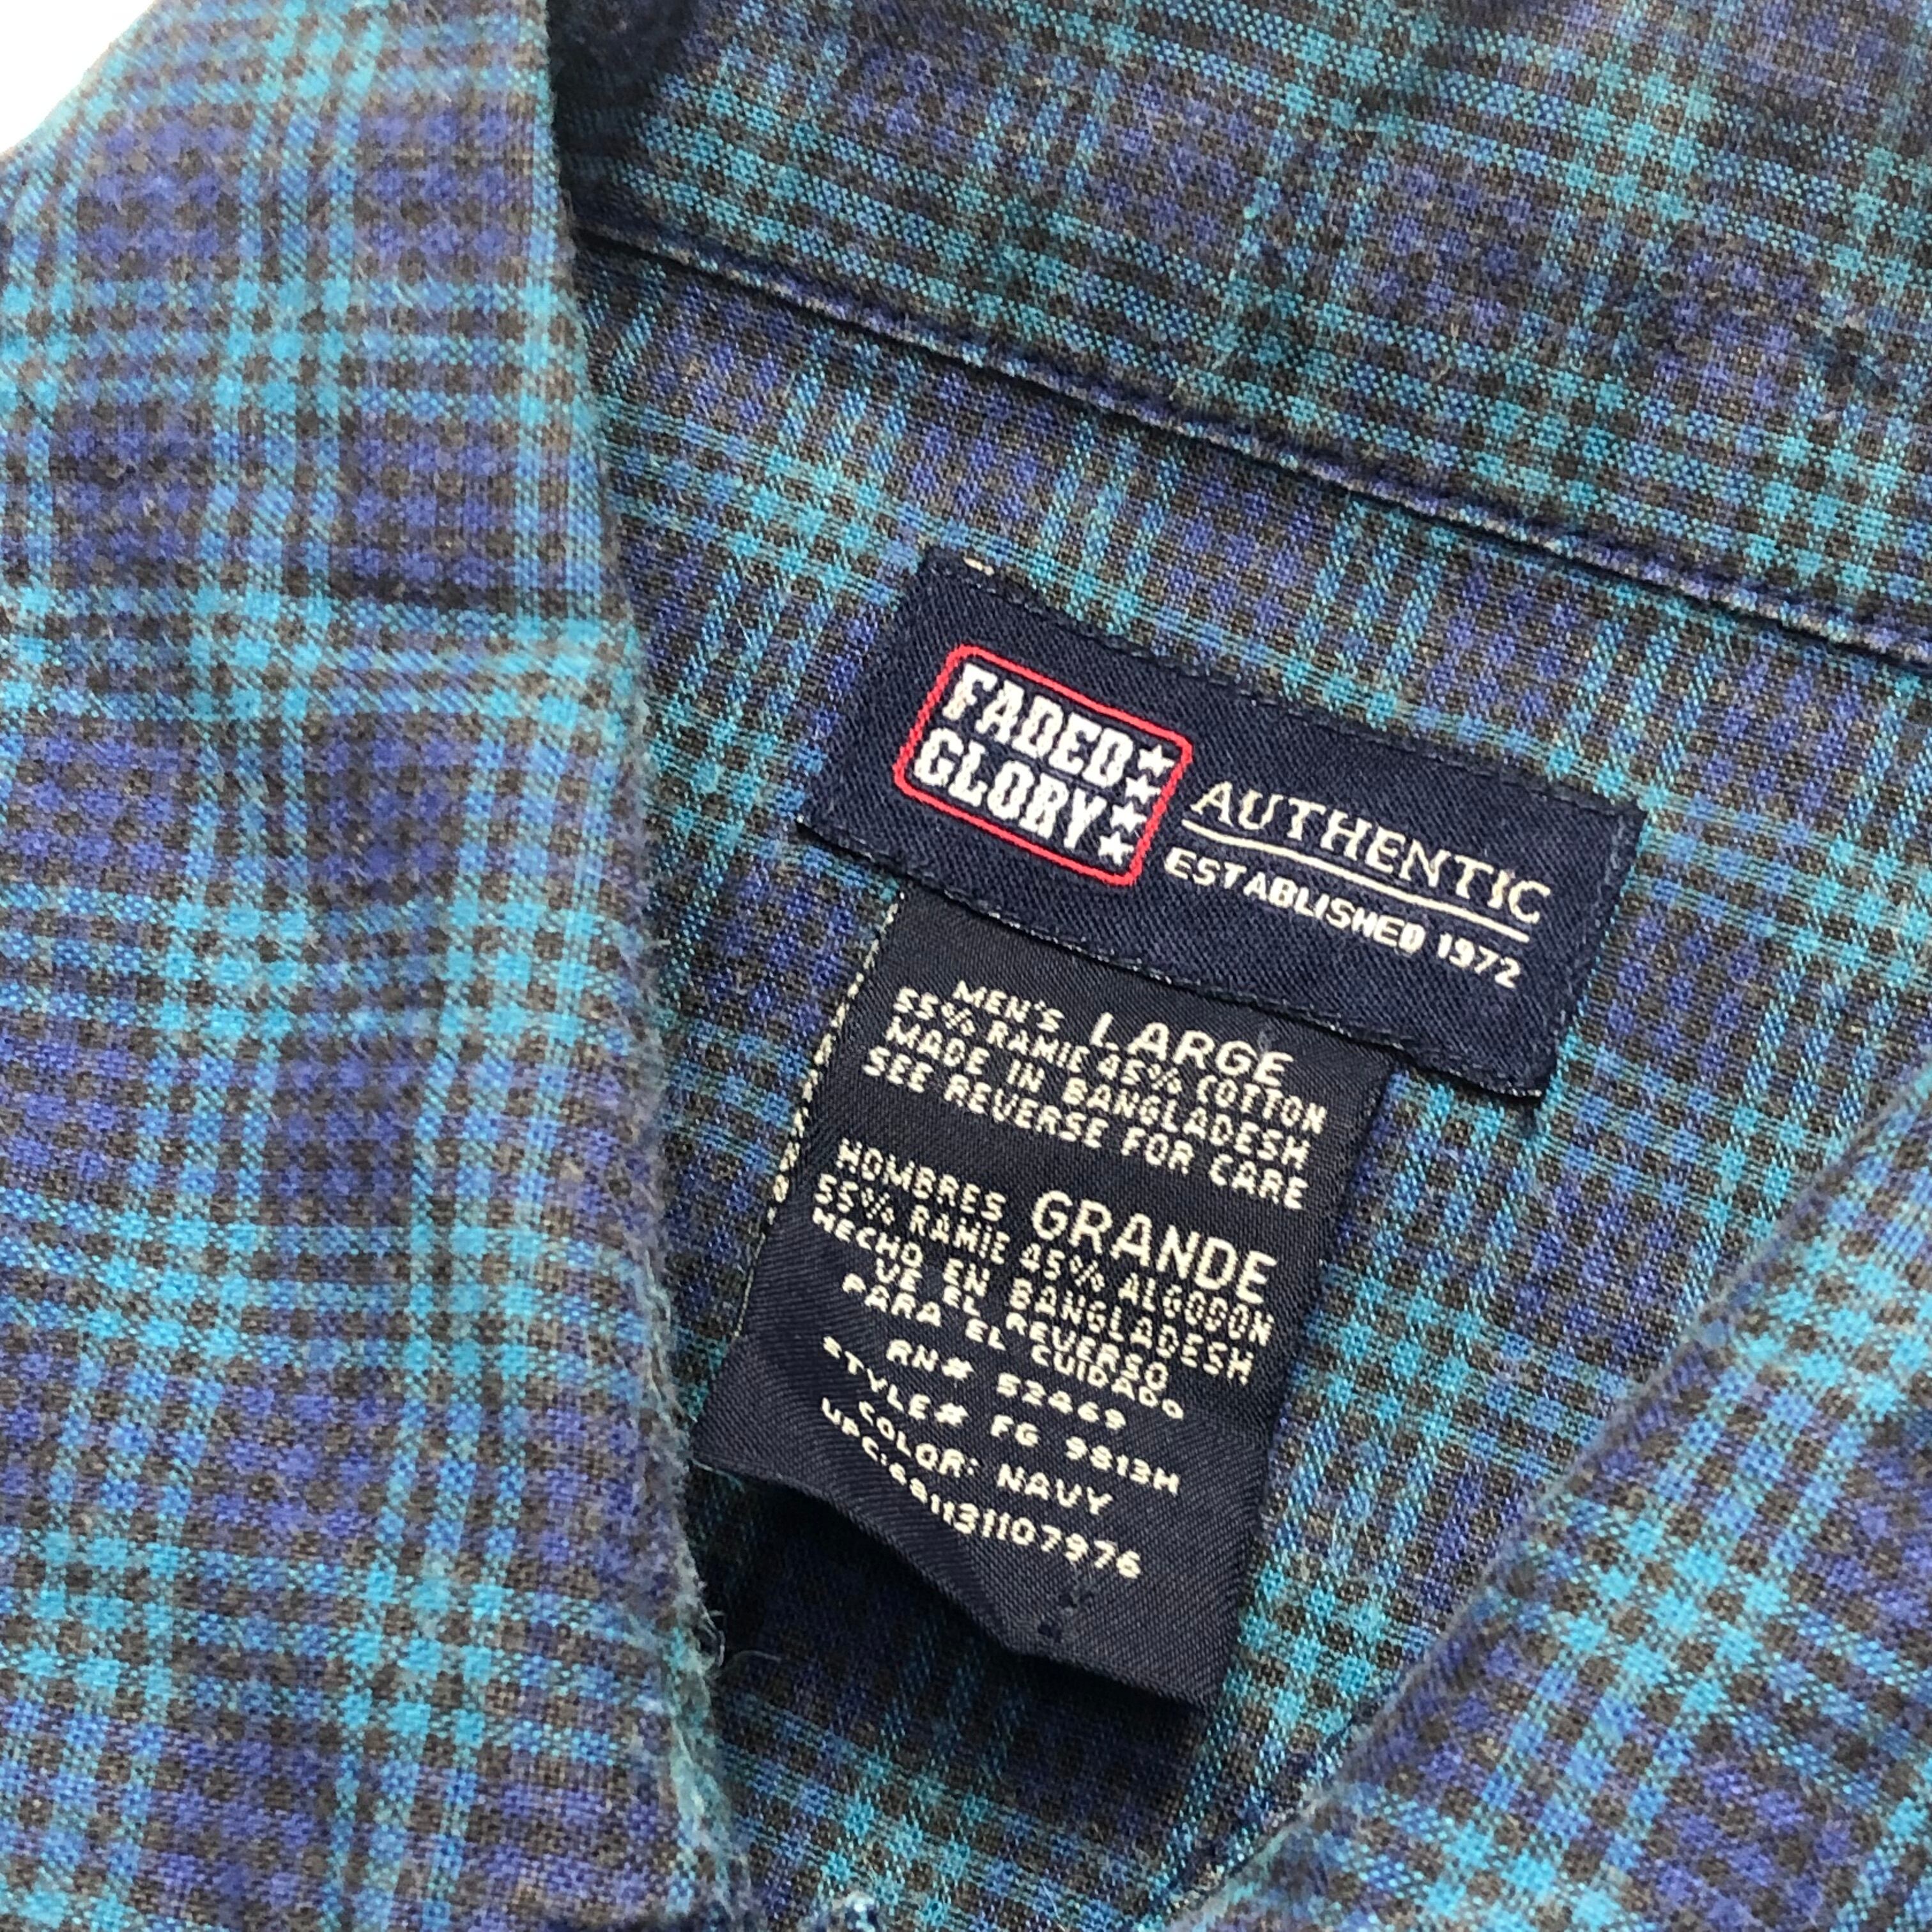 FADED
GLORY
AUTHENTIC
ESTABLISHED 1972
MEN'S LARGE
55% RAMIE 45% COTTON
MADE IN BANGLADESH
SEE REVERSE FOR CARE
HOMBRES GRANDE
55% RAMIE 45% ALGODON
HECHO EN BANGLADESH
VE EL REVERSO
PARA EL CUIDADO
RN# 52469
STYLE# FG 9813H
COLOR: NAVY
UPC:681131107976